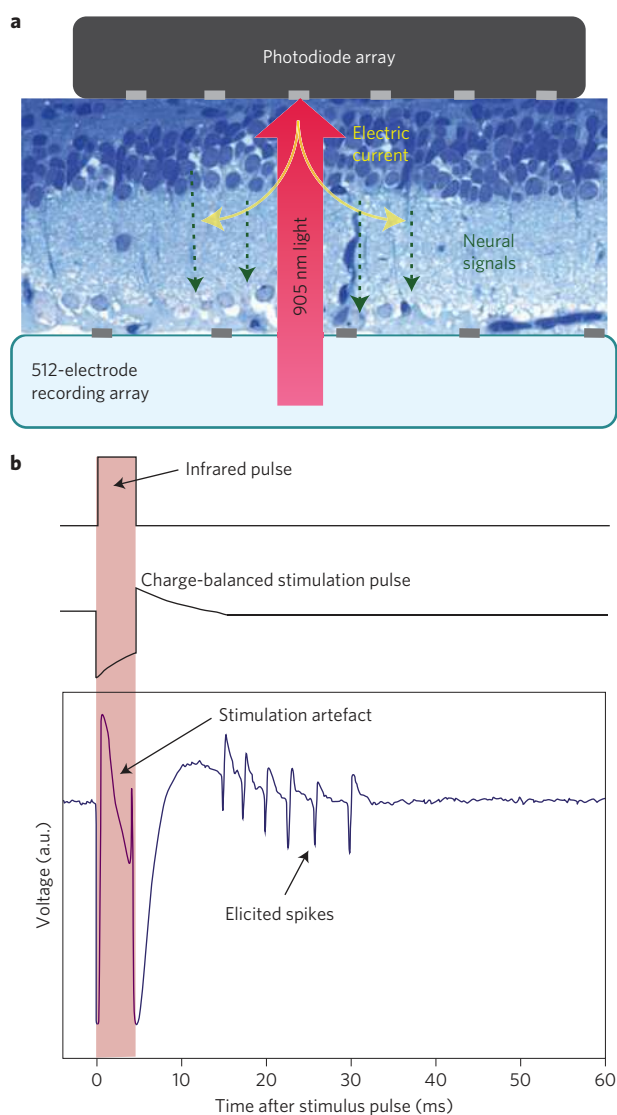 a
Photodiode array
Electric
current
905 nm light
Neural
signals
512-electrode
recording array
b
Infrared pulse
Charge-balanced stimulation pulse
Stimulation artefact
Elicited spikes
Voltage (a.u.)
0 10 20 30 40 50 60
Time after stimulus pulse (ms)